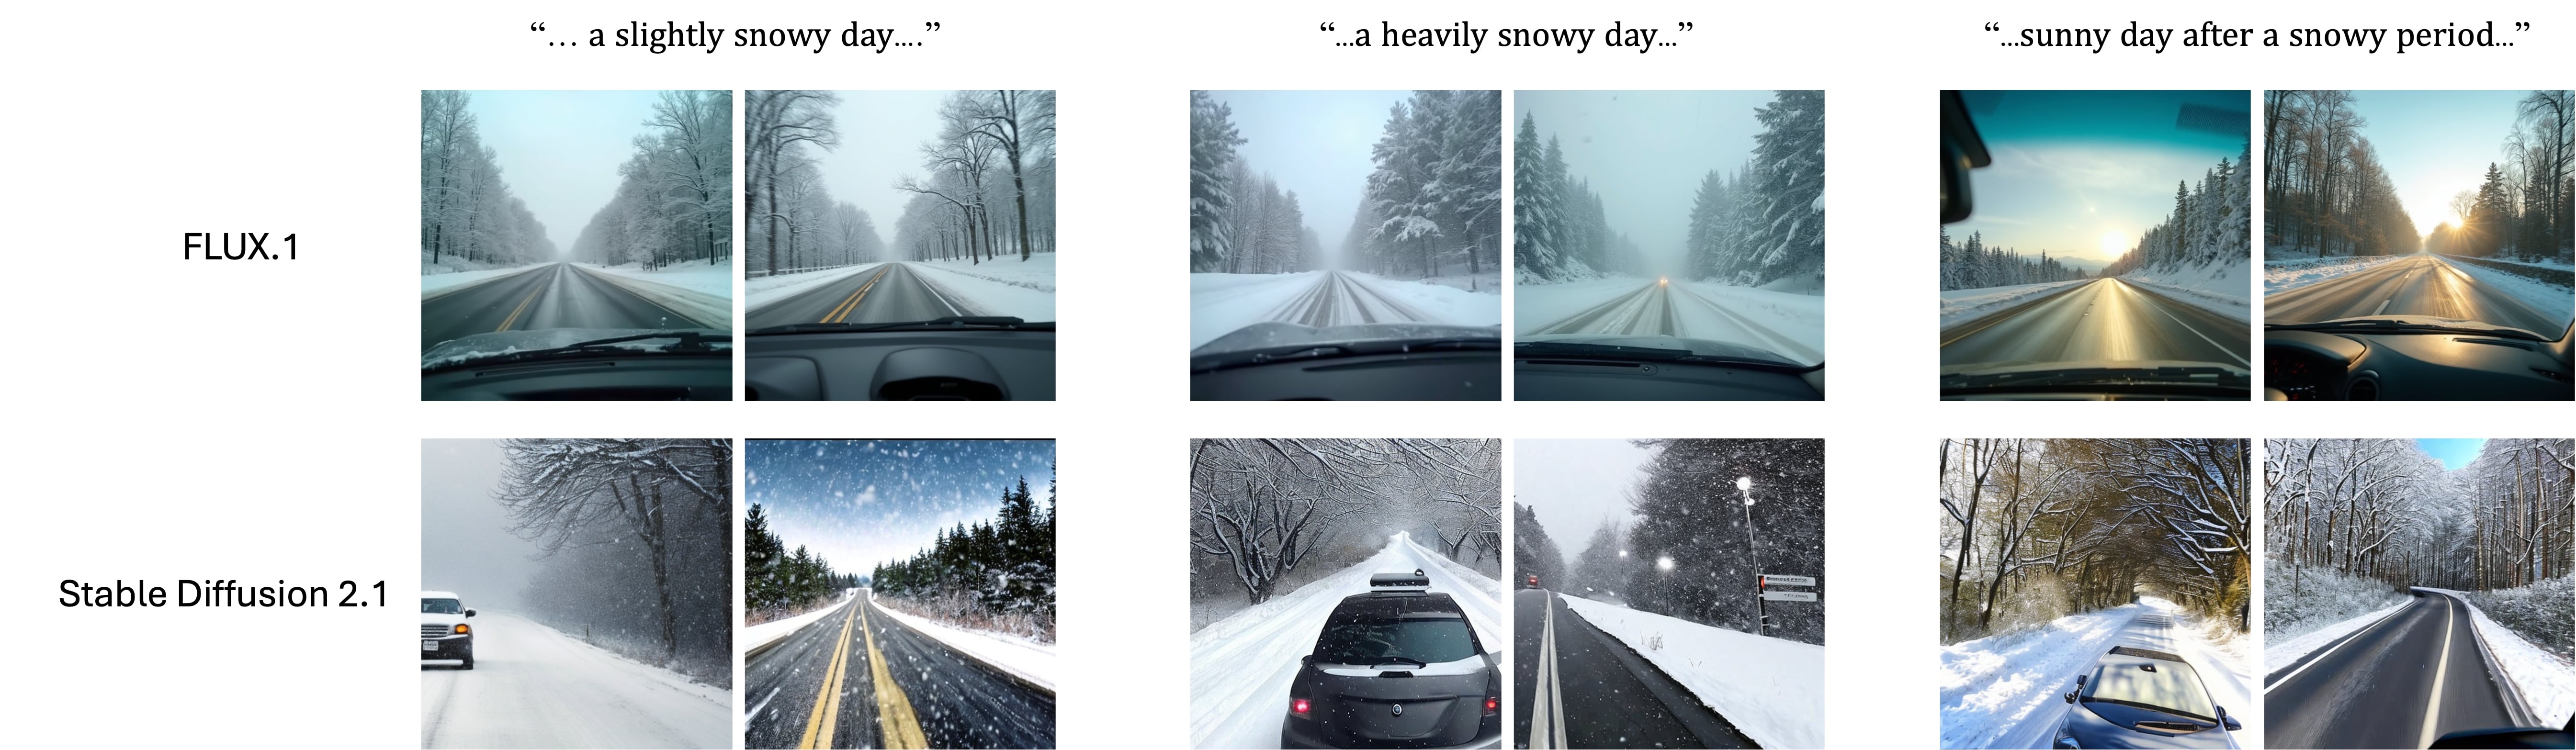 “… a slightly snowy day….”
“…a heavily snowy day…”
“…sunny day after a snowy period…”
FLUX.1
Stable Diffusion 2.1